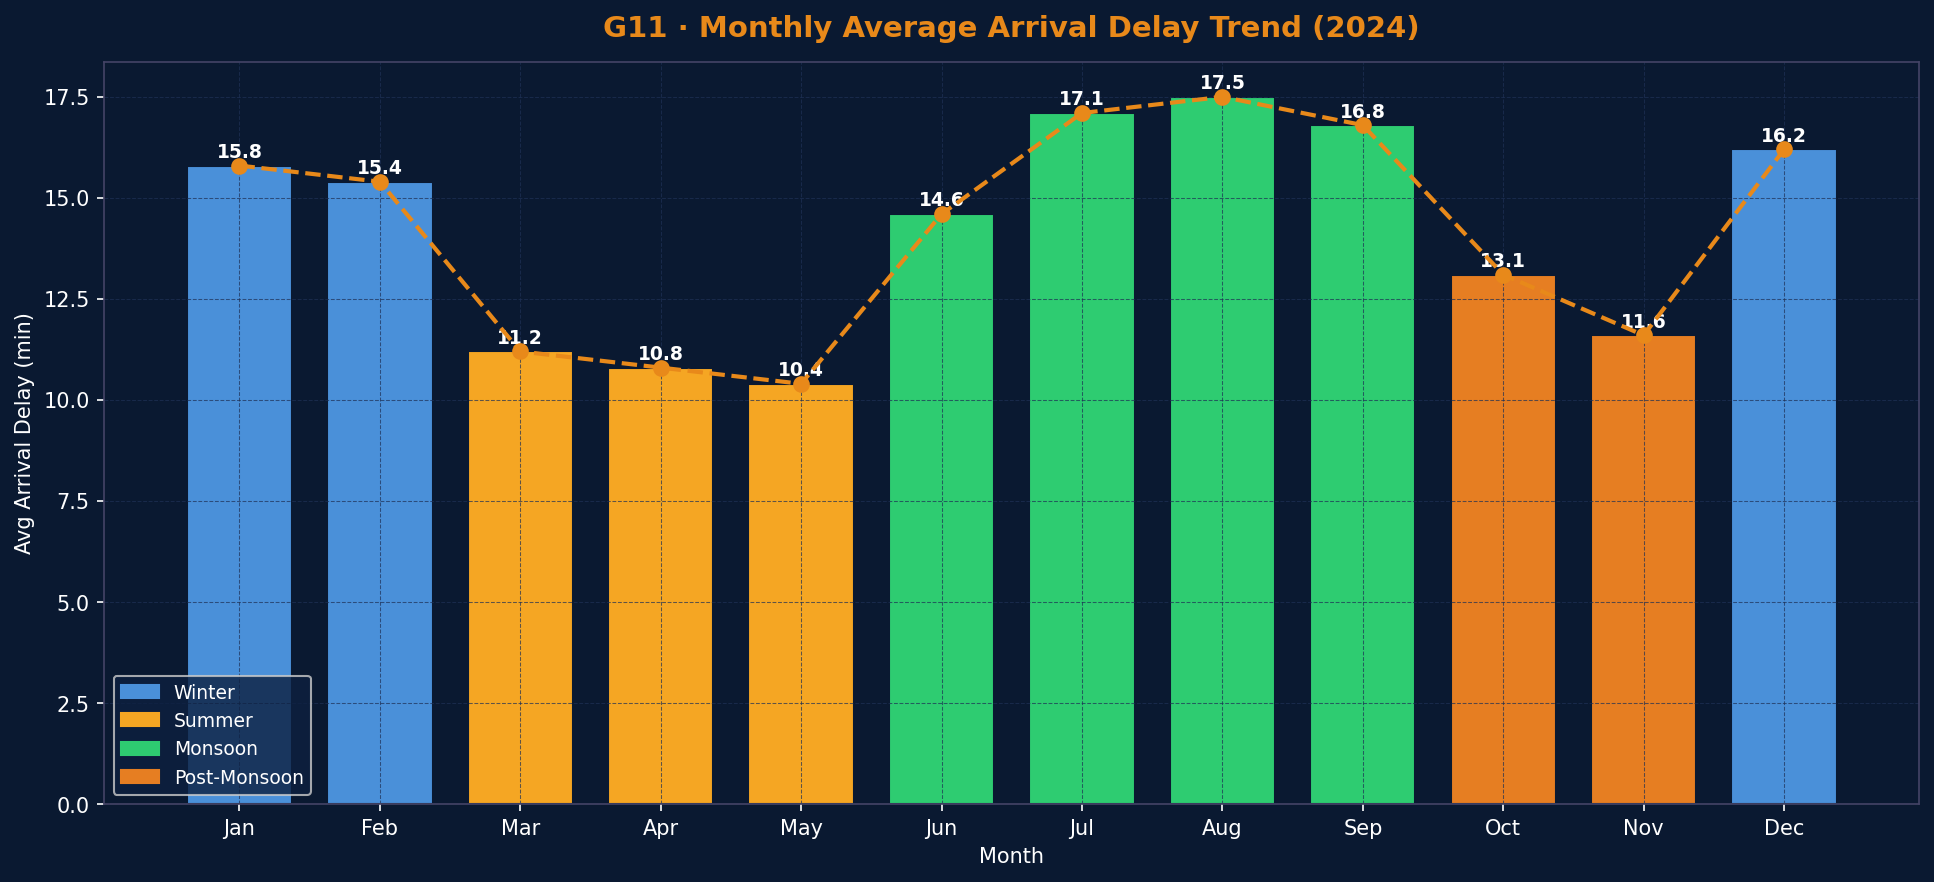 G11 · Monthly Average Arrival Delay Trend (2024)
17.5
15.0
12.5
10.0
7.5
5.0
2.5
0.0
Avg Arrival Delay (min)
15.8
15.4
11.2
10.8
10.4
14.6
17.1
17.5
16.8
13.1
11.6
16.2
Winter
Summer
Monsoon
Post-Monsoon
Jan
Feb
Mar
Apr
May
Jun
Jul
Aug
Sep
Oct
Nov
Dec
Month